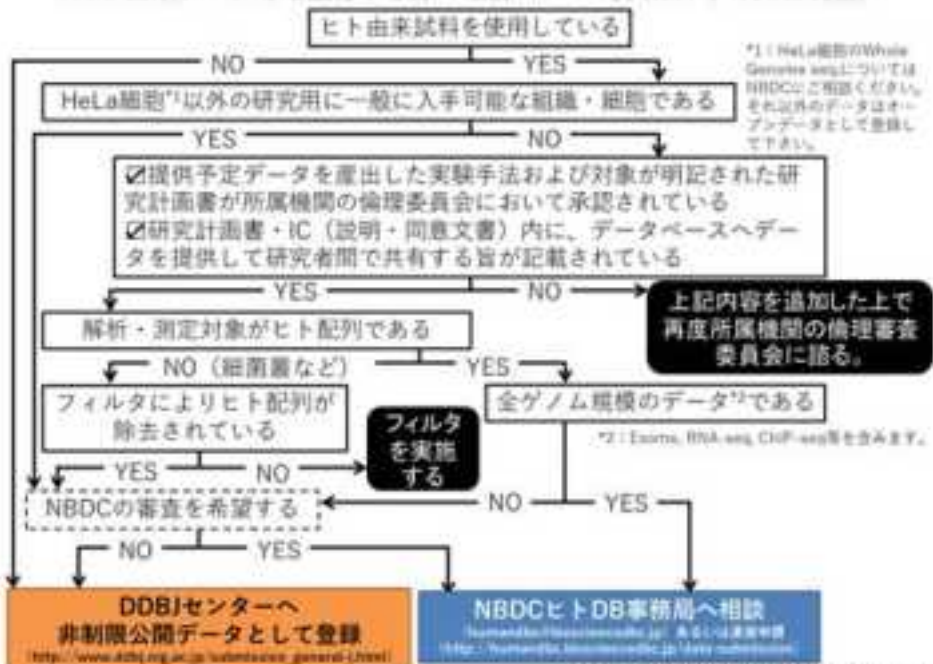 ヒト由来試料を使用している
NO
YES
*1：HeLa細胞のWhole
Genome seq.については
NBDCにご相談ください。
それ以外のデータはオー
プンデータとして登録し
て下さい。
HeLa細胞*1以外の研究用に一般に入手可能な組織・細胞である
YES
NO
☑提供予定データを産出した実験手法および対象が明記された研
究計画書が所属機関の倫理委員会において承認されている
☑研究計画書・IC（説明・同意文書）内に、データベースへデー
タを提供して研究者間で共有する旨が記載されている
YES
NO
上記内容を追加した上で
再度所属機関の倫理審査
委員会に諮る。
解析・測定対象がヒト配列である
NO（細菌叢など）
YES
フィルタによりヒト配列が
除去されている
フィルタ
を実施
する
全ゲノム規模のデータ*2である
*2：Exome, RNA-seq, ChIP-seq等を含みます。
YES
NO
NO
YES
NBDCの審査を希望する
NO
YES
DDBJセンターへ
非制限公開データとして登録
NBDCヒトDB事務局へ相談